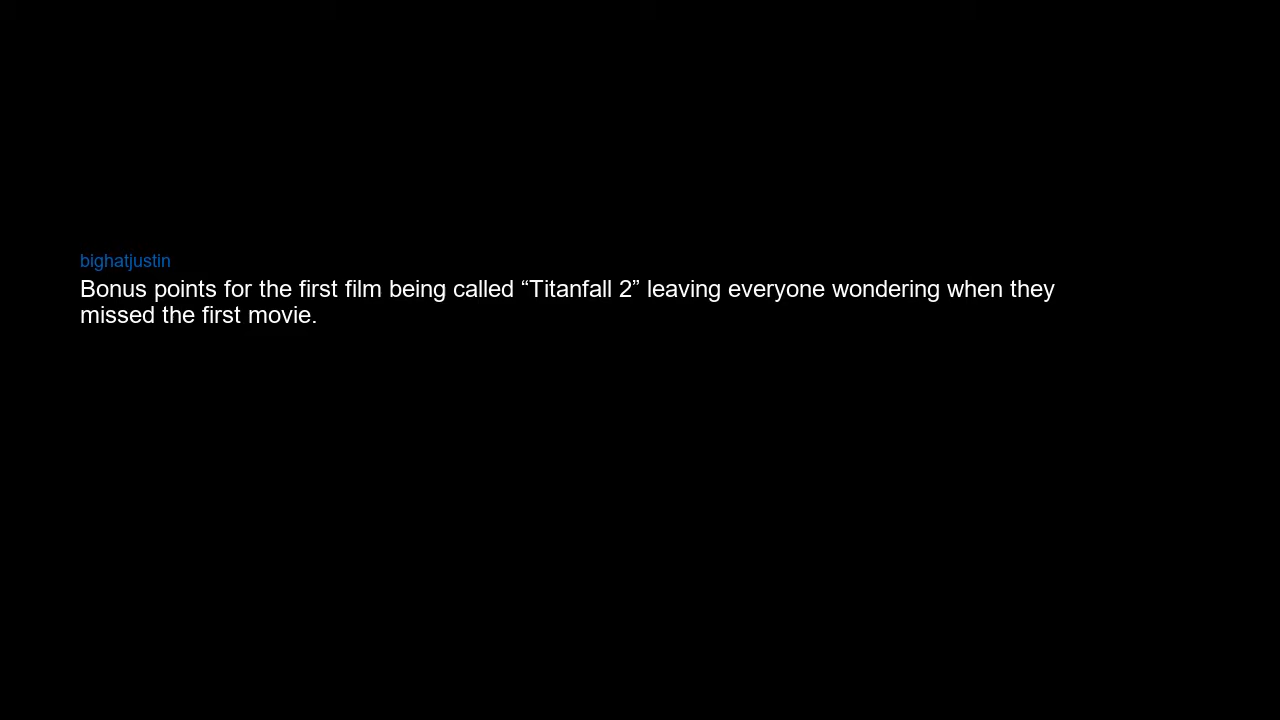 bighatjustin
Bonus points for the first film being called “Titanfall 2” leaving everyone wondering when they
missed the first movie.